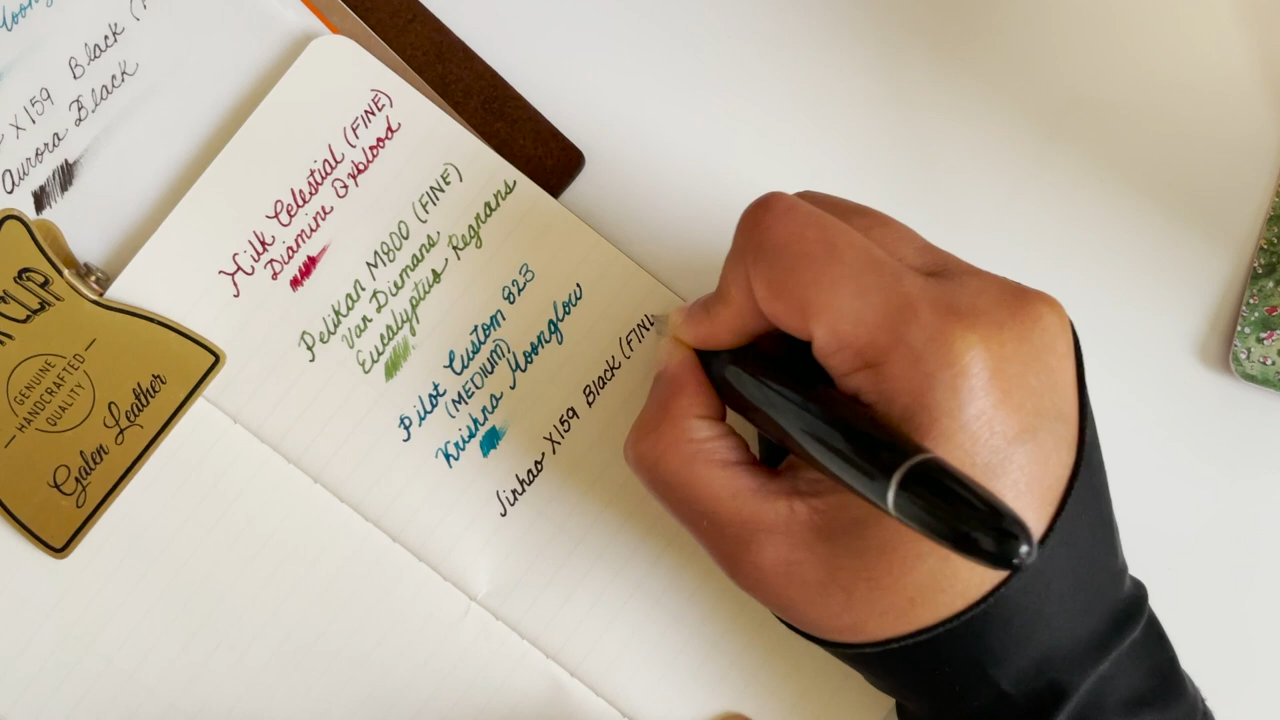 X159 Black
Aurora Black
CLIP
GENUINE
HANDCRAFTED
QUALITY
Galen Leather
Hilk Celestial (FINE)
Diamine Oxblood
Pelikan M800 (FINE)
Van Diemans
Eucalyptus Regnans
Pilot Custom 823
(MEDIUM)
Krishna Moonglow
Jinhao X159 Black (FINE